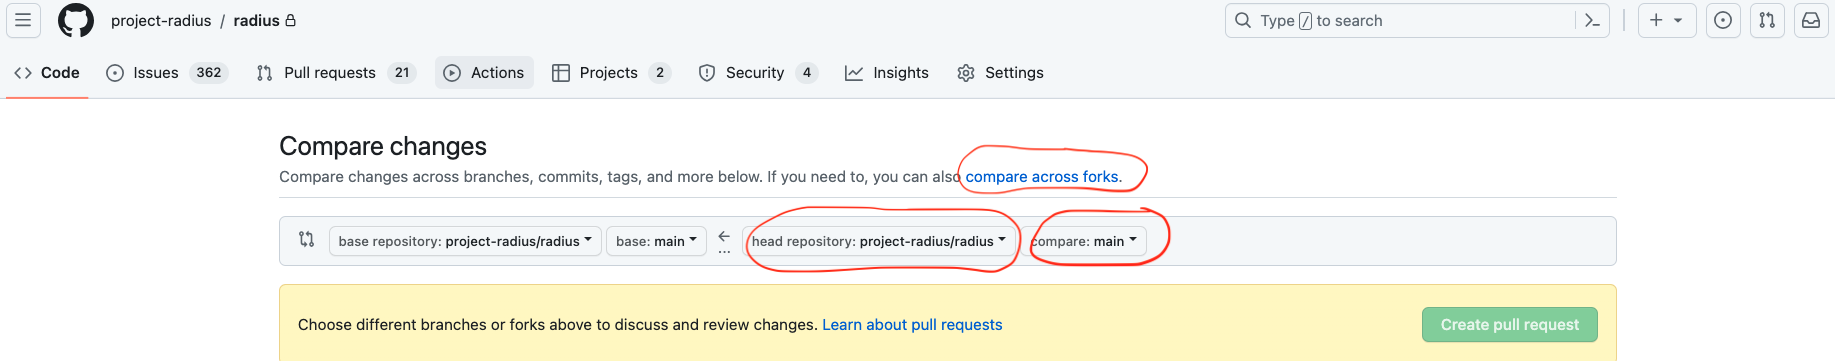 project-radius / radius
Type / to search
Code
Issues 362
Pull requests 21
Actions
Projects 2
Security 4
Insights
Settings
Compare changes
Compare changes across branches, commits, tags, and more below. If you need to, you can also compare across forks.
base repository: project-radius/radius
base: main
...
head repository: project-radius/radius
compare: main
Choose different branches or forks above to discuss and review changes. Learn about pull requests
Create pull request